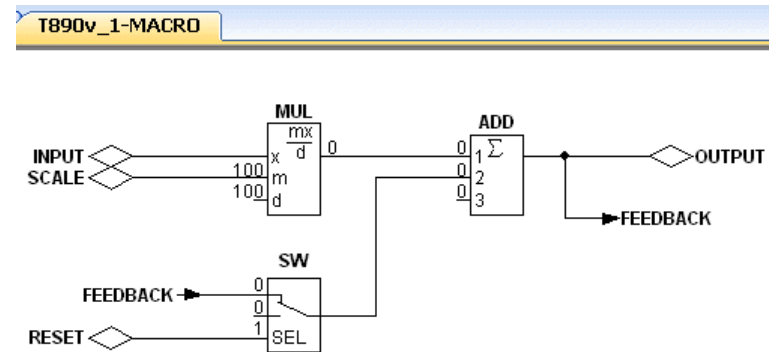 T890v_1-MACRO
MUL
mx
d
INPUT
x
0
SCALE
100
m
100
d
ADD
0
1
Σ
0
2
0
3
OUTPUT
FEEDBACK
SW
FEEDBACK
0
0
RESET
1
SEL